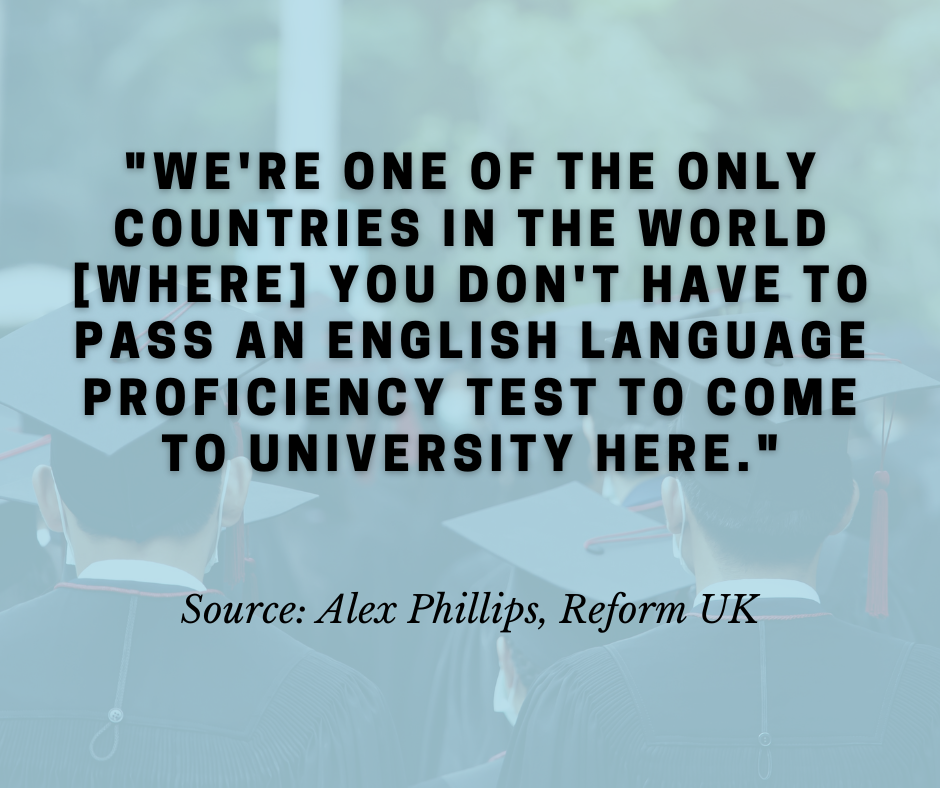 "WE'RE ONE OF THE ONLY
COUNTRIES IN THE WORLD
[WHERE] YOU DON'T HAVE TO
PASS AN ENGLISH LANGUAGE
PROFICIENCY TEST TO COME
TO UNIVERSITY HERE."
Source: Alex Phillips, Reform UK